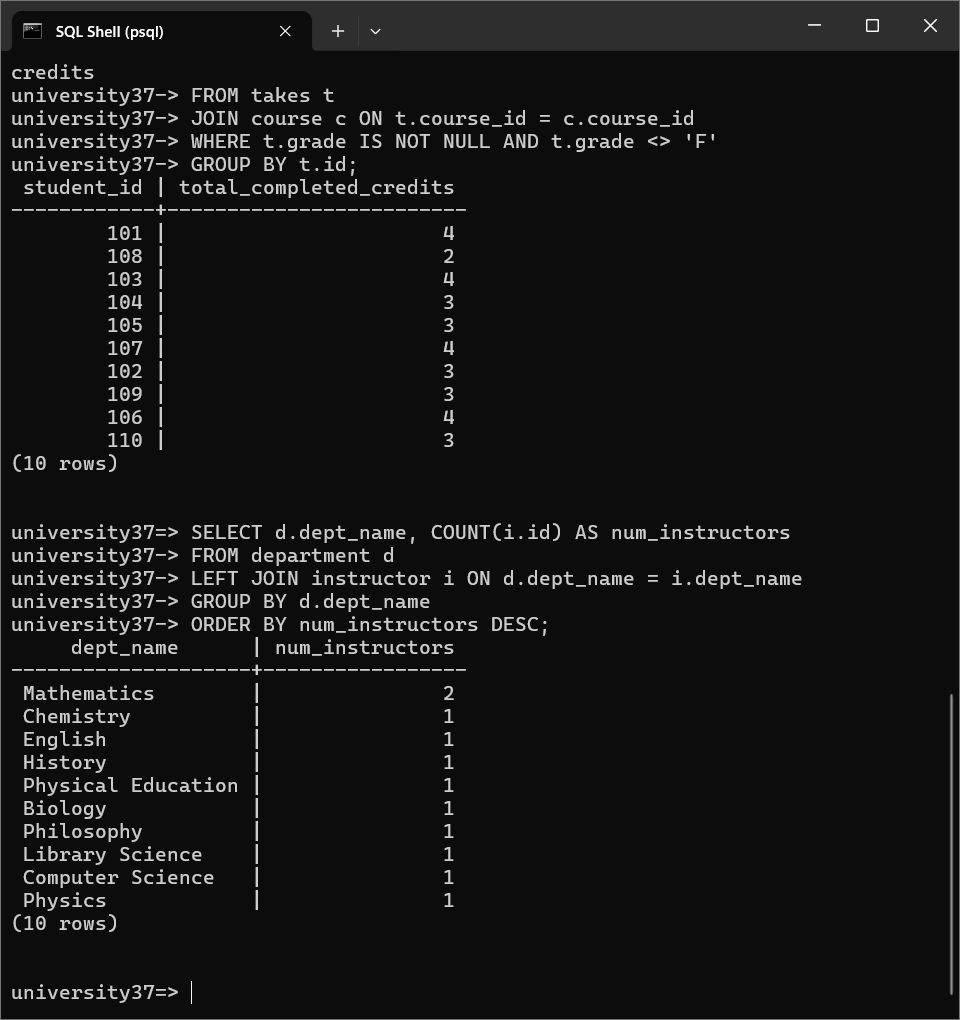 SQL Shell (psql)
credits
university37-> FROM takes t
university37-> JOIN course c ON t.course_id = c.course_id
university37-> WHERE t.grade IS NOT NULL AND t.grade <> 'F'
university37-> GROUP BY t.id;
 student_id | total_completed_credits
------------+-------------------------
        101 |                       4
        108 |                       2
        103 |                       4
        104 |                       3
        105 |                       3
        107 |                       4
        102 |                       3
        109 |                       3
        106 |                       4
        110 |                       3
(10 rows)
university37=> SELECT d.dept_name, COUNT(i.id) AS num_instructors
university37-> FROM department d
university37-> LEFT JOIN instructor i ON d.dept_name = i.dept_name
university37-> GROUP BY d.dept_name
university37-> ORDER BY num_instructors DESC;
     dept_name      | num_instructors
--------------------+-----------------
 Mathematics        |               2
 Chemistry          |               1
 English            |               1
 History            |               1
 Physical Education |               1
 Biology            |               1
 Philosophy         |               1
 Library Science    |               1
 Computer Science   |               1
 Physics            |               1
(10 rows)
university37=>